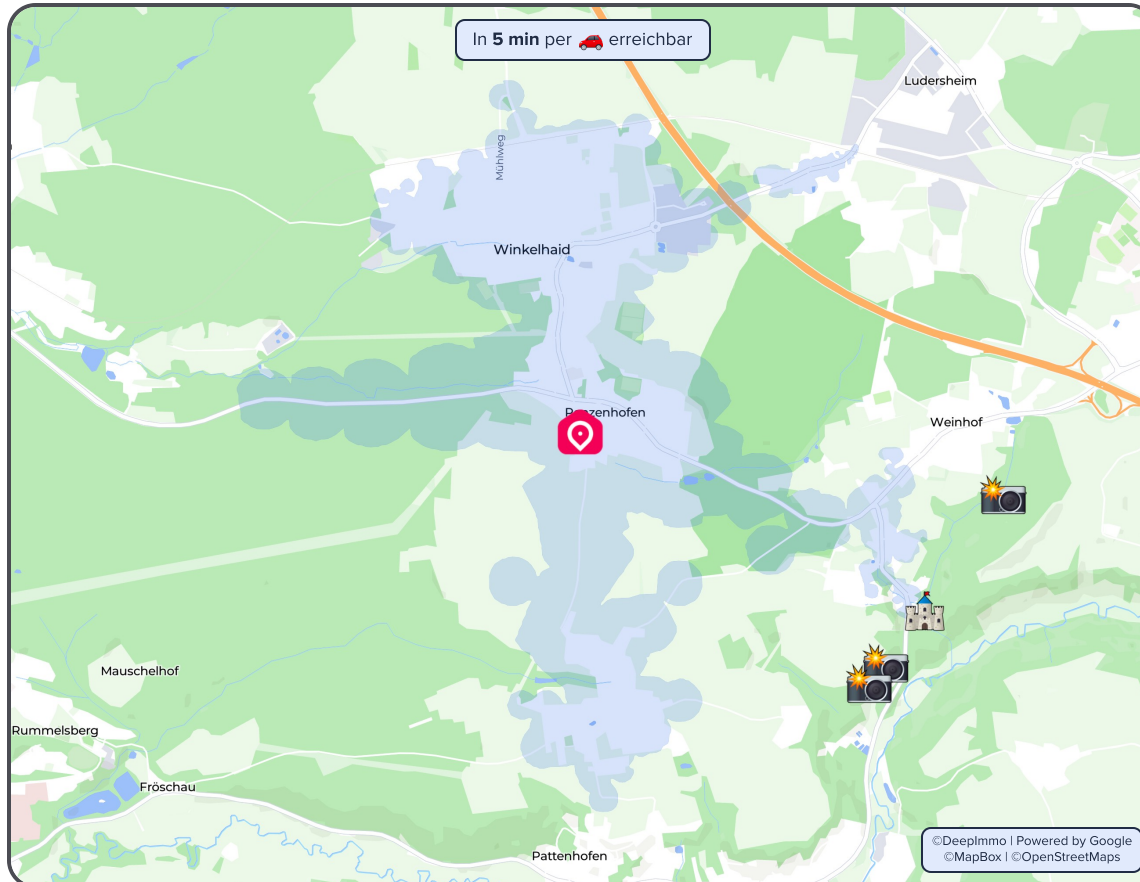 In 5 min per 🚗 erreichbar
Ludersheim
Mühlweg
Winkelhaid
Weinhof
Mauschelhof
Rummelsberg
Fröschau
Pattenhofen
©DeepImmo | Powered by Google
©MapBox | ©OpenStreetMaps